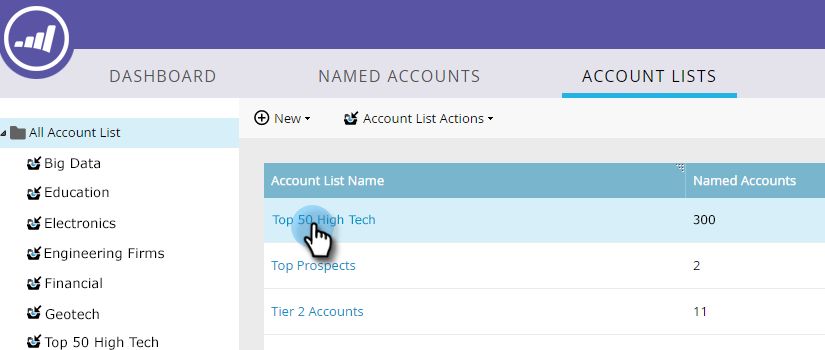 DASHBOARD NAMED ACCOUNTS ACCOUNT LISTS
All Account List
Big Data
Education
Electronics
Engineering Firms
Financial
Geotech
Top 50 High Tech
New Account List Actions
Account List Name Named Accounts
Top 50 High Tech 300
Top Prospects 2
Tier 2 Accounts 11